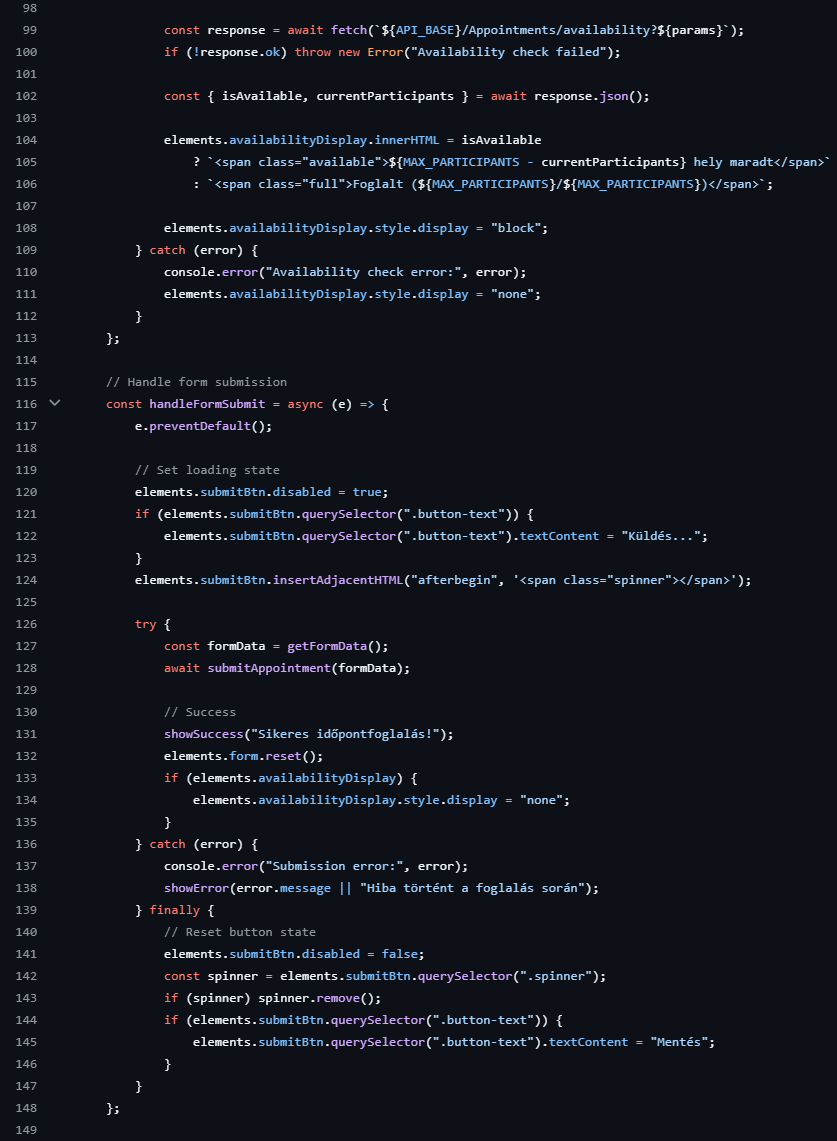 98
99 const response = await fetch(`${API_BASE}/Appointments/availability?${params}`);
100 if (!response.ok) throw new Error("Availability check failed");
101
102 const { isAvailable, currentParticipants } = await response.json();
103
104 elements.availabilityDisplay.innerHTML = isAvailable
105 ? `<span class="available">${MAX_PARTICIPANTS - currentParticipants} hely maradt</span>`
106 : `<span class="full">Foglalt (${MAX_PARTICIPANTS}/${MAX_PARTICIPANTS})</span>`;
107
108 elements.availabilityDisplay.style.display = "block";
109 } catch (error) {
110 console.error("Availability check error:", error);
111 elements.availabilityDisplay.style.display = "none";
112 }
113 };
114
115 // Handle form submission
116 const handleFormSubmit = async (e) => {
117 e.preventDefault();
118
119 // Set loading state
120 elements.submitBtn.disabled = true;
121 if (elements.submitBtn.querySelector(".button-text")) {
122 elements.submitBtn.querySelector(".button-text").textContent = "Küldés...";
123 }
124 elements.submitBtn.insertAdjacentHTML("afterbegin", '<span class="spinner"></span>');
125
126 try {
127 const formData = getFormData();
128 await submitAppointment(formData);
129
130 // Success
131 showSuccess("Sikeres időpontfoglalás!");
132 elements.form.reset();
133 if (elements.availabilityDisplay) {
134 elements.availabilityDisplay.style.display = "none";
135 }
136 } catch (error) {
137 console.error("Submission error:", error);
138 showError(error.message || "Hiba történt a foglalás során");
139 } finally {
140 // Reset button state
141 elements.submitBtn.disabled = false;
142 const spinner = elements.submitBtn.querySelector(".spinner");
143 if (spinner) spinner.remove();
144 if (elements.submitBtn.querySelector(".button-text")) {
145 elements.submitBtn.querySelector(".button-text").textContent = "Mentés";
146 }
147 }
148 };
149